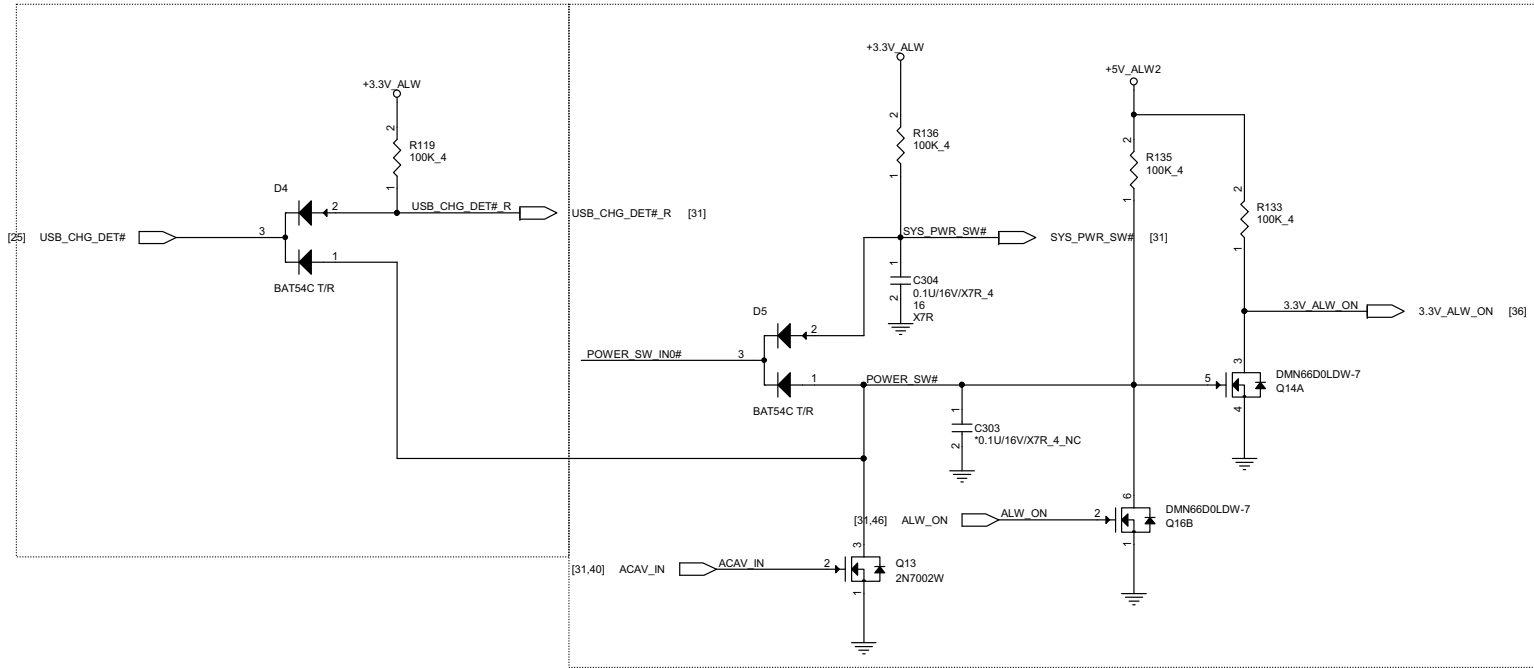 +3.3V_ALW
2
R119
100K_4
1
D4
2
USB_CHG_DET#_R
USB_CHG_DET#_R [31]
[25] USB_CHG_DET#
3
1
BAT54C T/R
+3.3V_ALW
2
R136
100K_4
1
SYS_PWR_SW#
SYS_PWR_SW# [31]
1
C304
2
0.1U/16V/X7R_4
16
X7R
D5
2
POWER_SW_IN0#
3
1
POWER_SW#
BAT54C T/R
1
C303
2
*0.1U/16V/X7R_4_NC
+5V_ALW2
2
R135
100K_4
1
2
R133
100K_4
1
3.3V_ALW_ON
3.3V_ALW_ON [36]
3
5
DMN66D0LDW-7
Q14A
4
6
DMN66D0LDW-7
[31,46] ALW_ON
ALW_ON
2
Q16B
1
3
[31,40] ACAV_IN
ACAV_IN
2
Q13
2N7002W
1